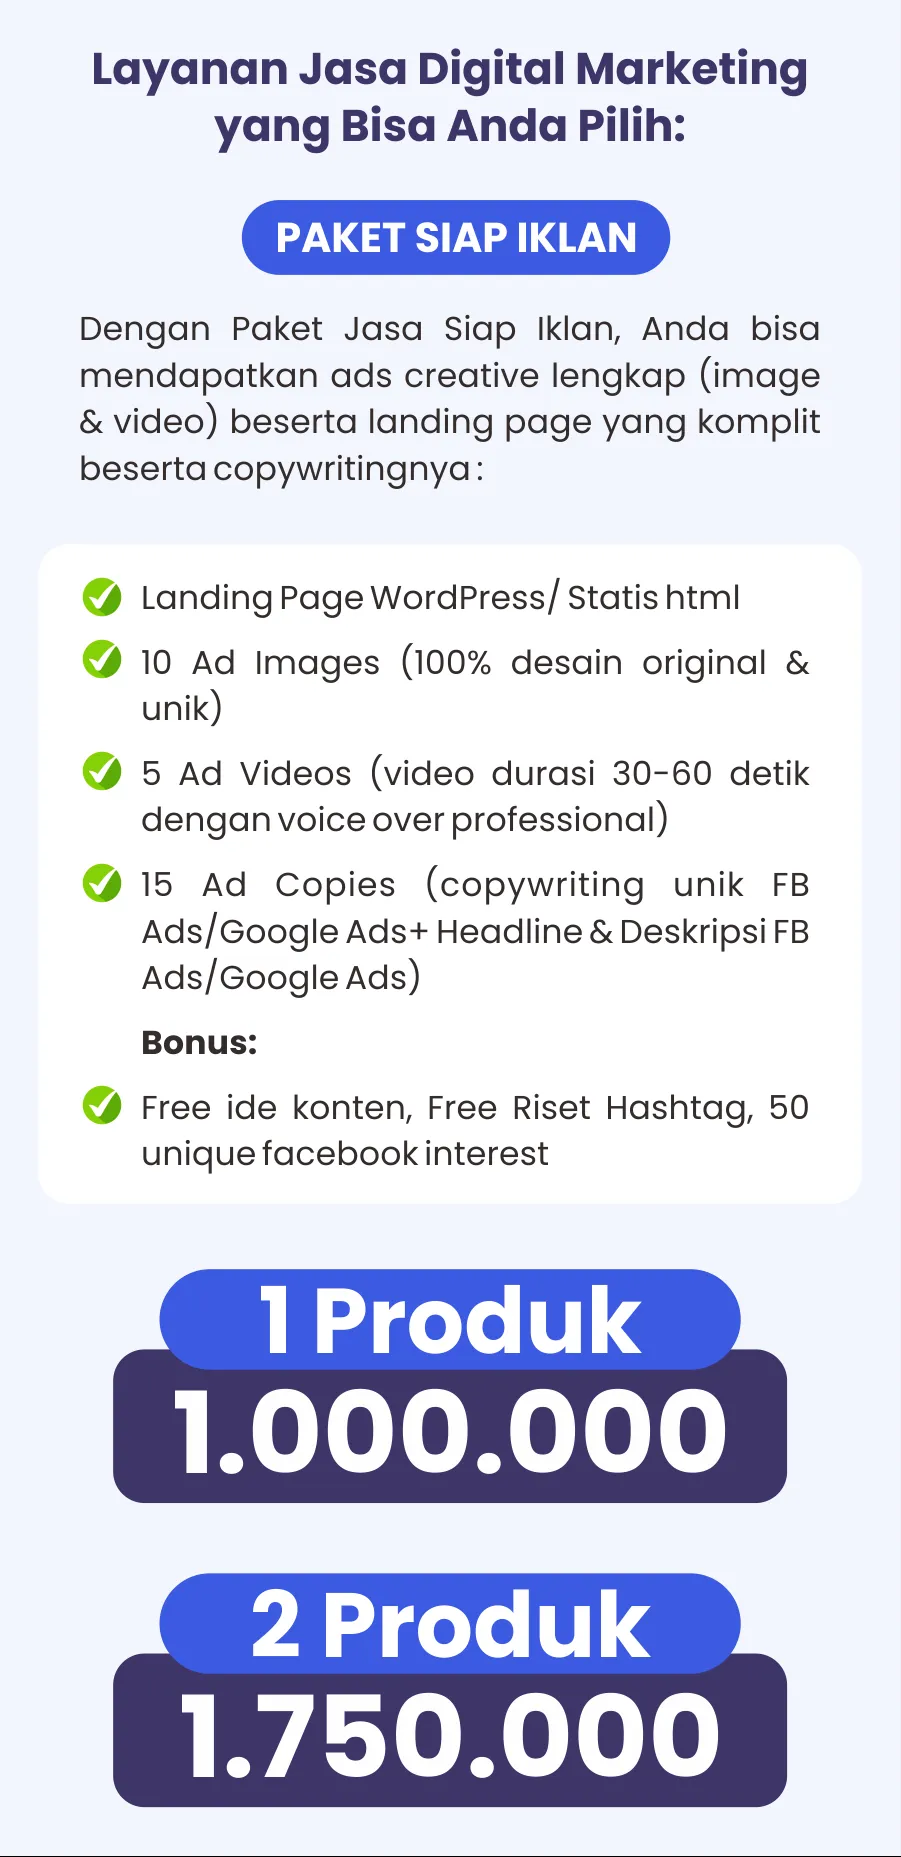 Layanan Jasa Digital Marketing
yang Bisa Anda Pilih:
PAKET SIAP IKLAN
Dengan Paket Jasa Siap Iklan, Anda bisa
mendapatkan ads creative lengkap (image
& video) beserta landing page yang komplit
beserta copywritingnya :
Landing Page WordPress/ Statis html
10 Ad Images (100% desain original &
unik)
5 Ad Videos (video durasi 30-60 detik
dengan voice over professional)
15 Ad Copies (copywriting unik FB
Ads/Google Ads+ Headline & Deskripsi FB
Ads/Google Ads)
Bonus:
Free ide konten, Free Riset Hashtag, 50
unique facebook interest
1 Produk
1.000.000
2 Produk
1.750.000